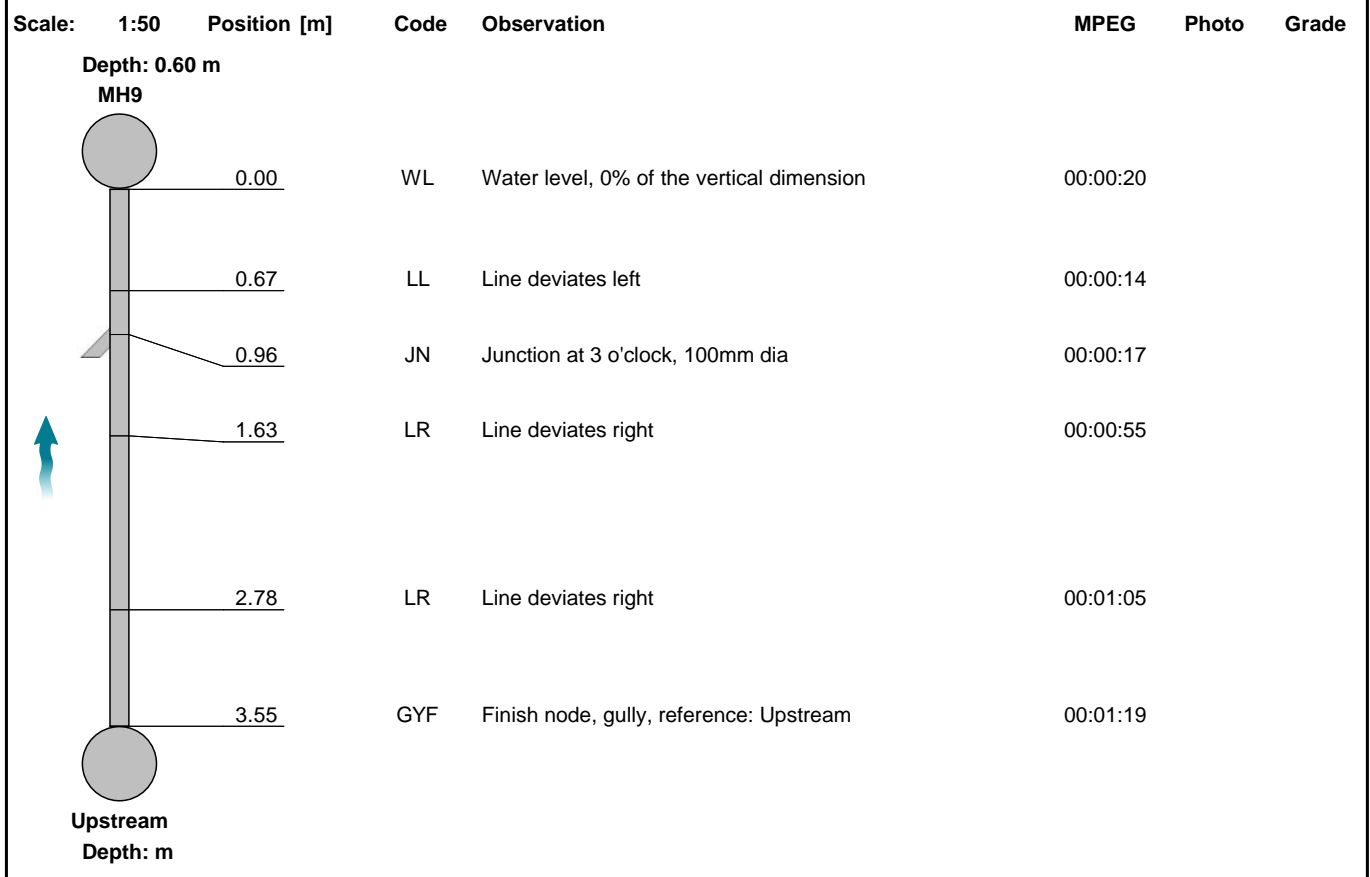 Scale: 1:50 Position [m] Code Observation MPEG Photo Grade
Depth: 0.60 m
MH9
0.00 WL Water level, 0% of the vertical dimension 00:00:20
0.67 LL Line deviates left 00:00:14
0.96 JN Junction at 3 o'clock, 100mm dia 00:00:17
1.63 LR Line deviates right 00:00:55
2.78 LR Line deviates right 00:01:05
3.55 GYF Finish node, gully, reference: Upstream 00:01:19
Upstream
Depth: m